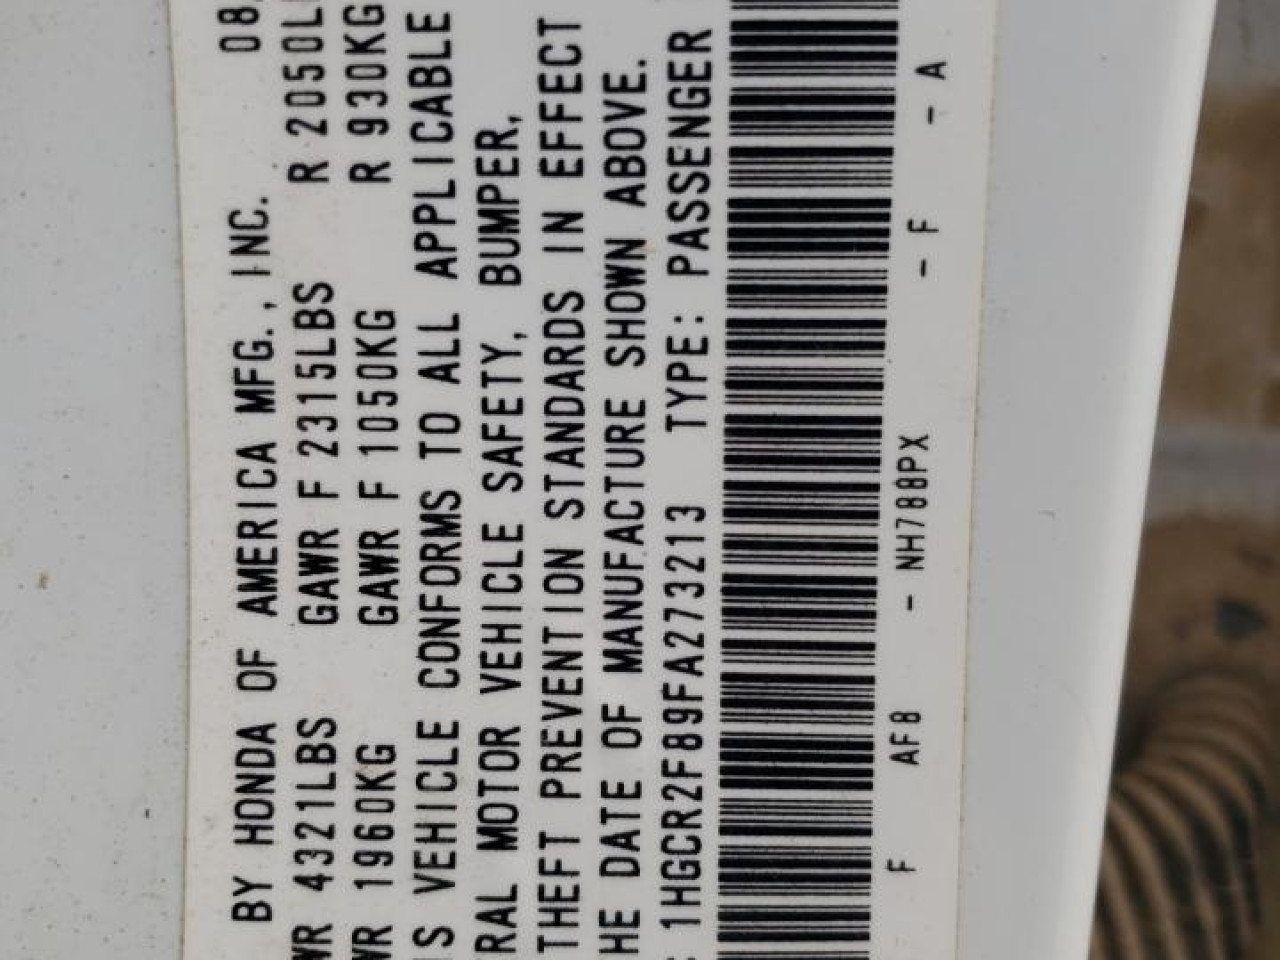 BY HONDA OF AMERICA MFG., INC. 08
WR 4321LBS GAWR F 2315LBS R 2050L
WR 1960KG GAWR F 1050KG R 930KG
IS VEHICLE CONFORMS TO ALL APPLICABLE
RAL MOTOR VEHICLE SAFETY, BUMPER,
THEFT PREVENTION STANDARDS IN EFFECT
HE DATE OF MANUFACTURE SHOWN ABOVE.
: 1HGCR2F89FA273213 TYPE: PASSENGER
F AF8 - NH788PX - F - A